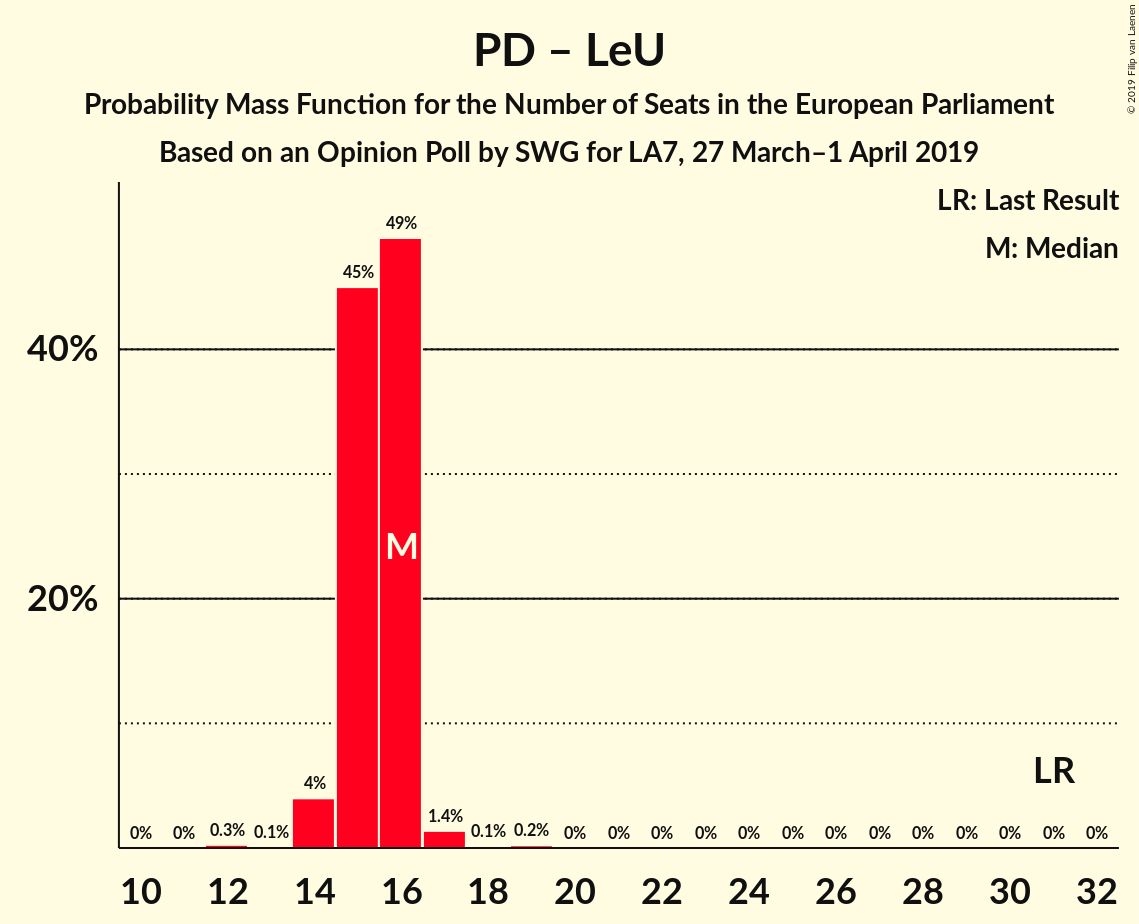 PD – LeU
Probability Mass Function for the Number of Seats in the European Parliament
Based on an Opinion Poll by SWG for LA7, 27 March–1 April 2019
© 2019 Filip van Laenen
LR: Last Result
M: Median
40%
20%
0% 0% 0.3% 0.1% 4% 45% 49% 1.4% 0.1% 0.2% 0% 0% 0% 0% 0% 0% 0% 0% 0% 0% 0% 0% 0%
M
LR
10 12 14 16 18 20 22 24 26 28 30 32